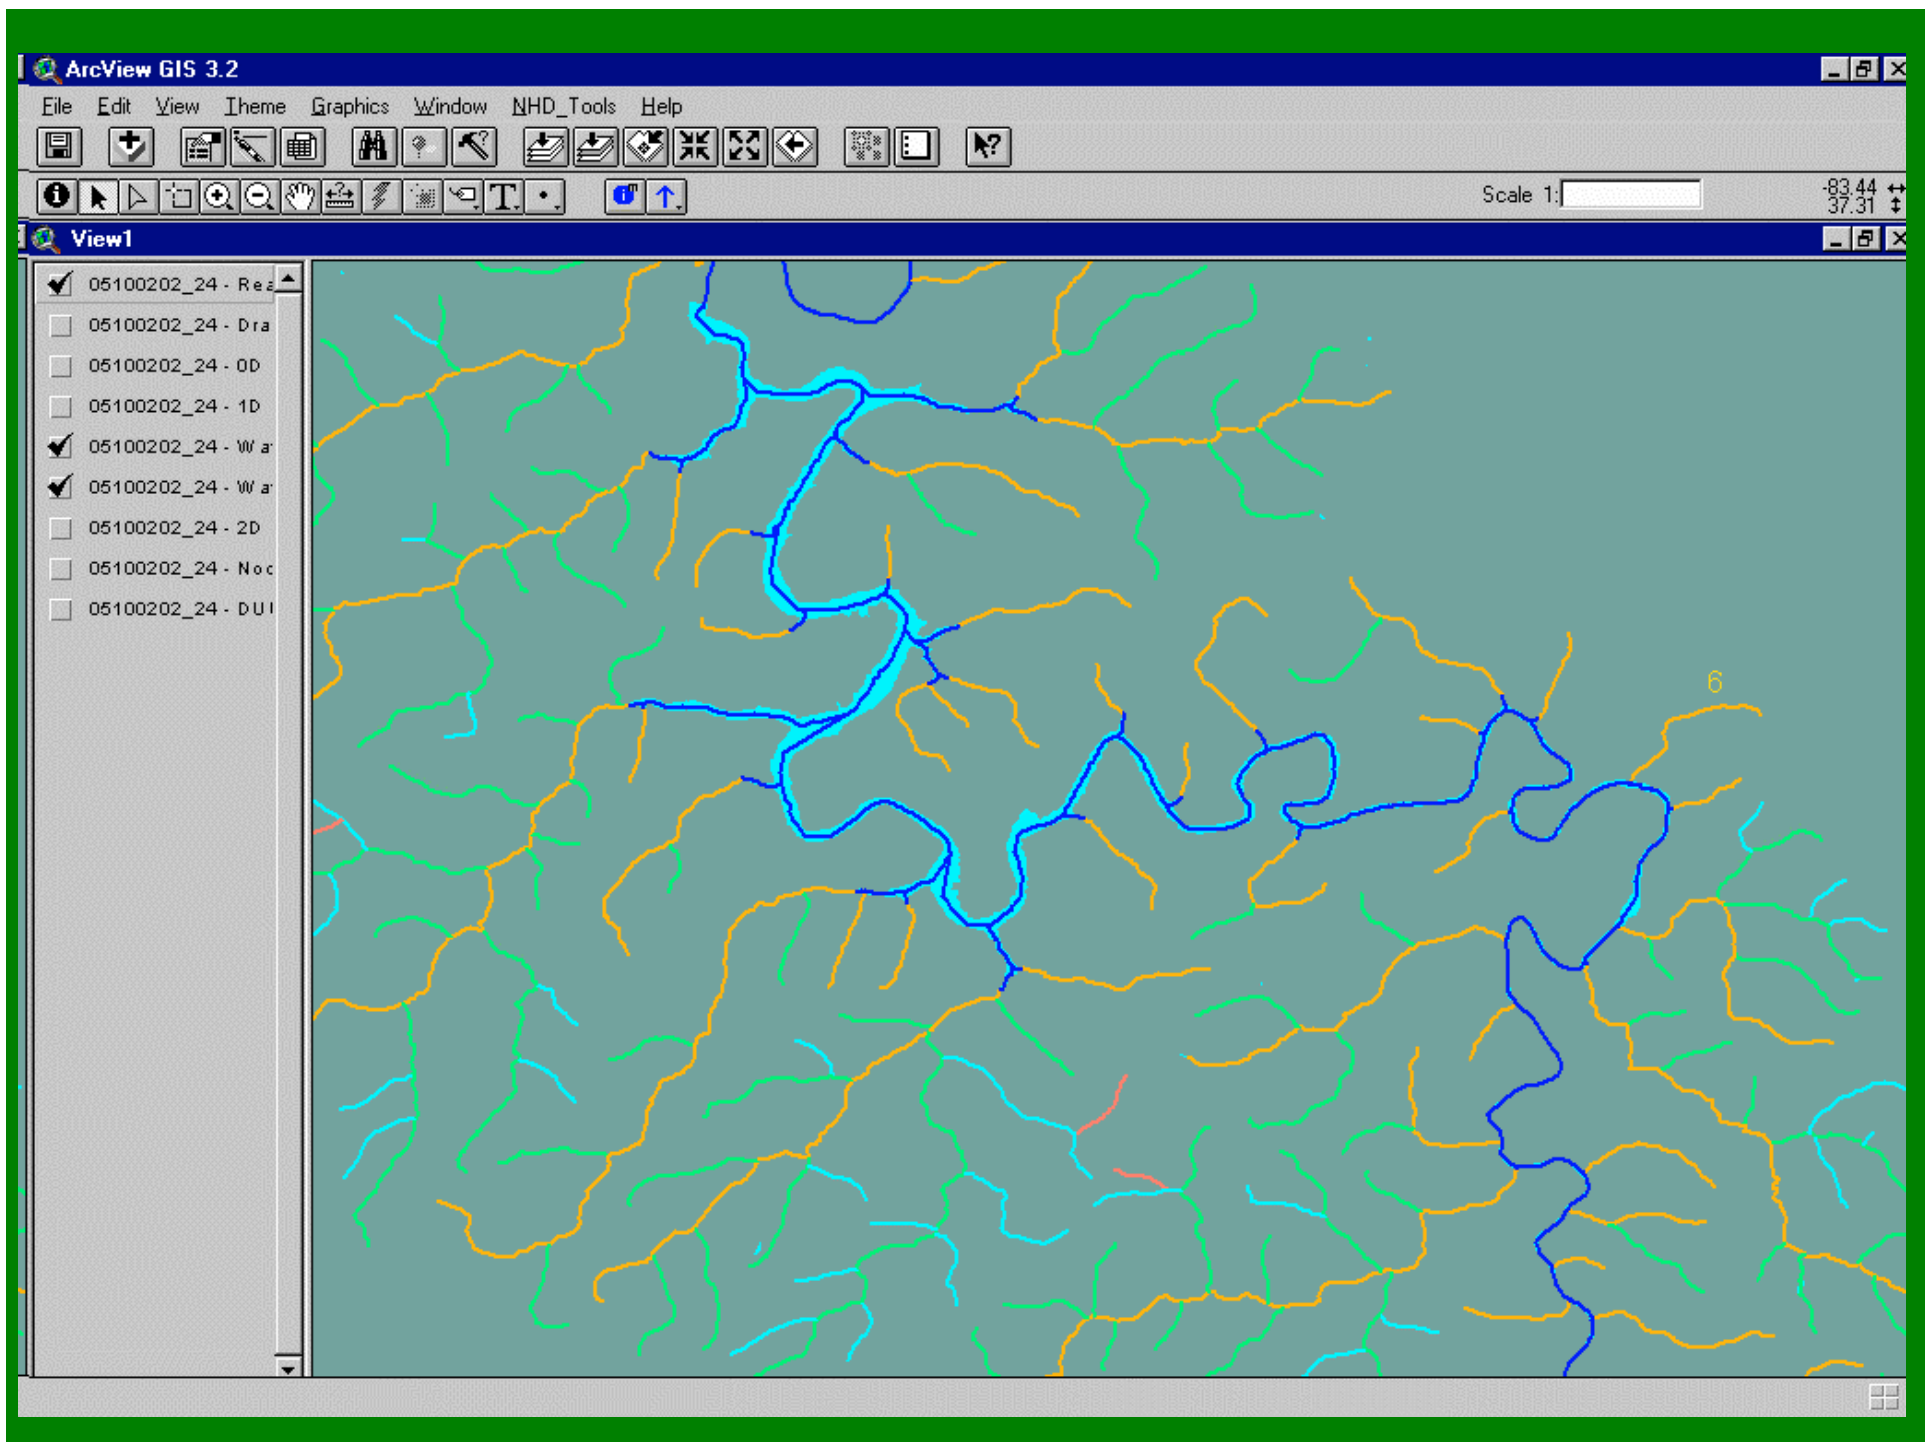 ArcView GIS 3.2
File Edit View Theme Graphics Window NHD_Tools Help
Scale 1:
-83.44
37.31
View1
05100202_24 - Rea
05100202_24 - Dra
05100202_24 - 0D
05100202_24 - 1D
05100202_24 - Wa
05100202_24 - Wa
05100202_24 - 2D
05100202_24 - Noc
05100202_24 - DU
6